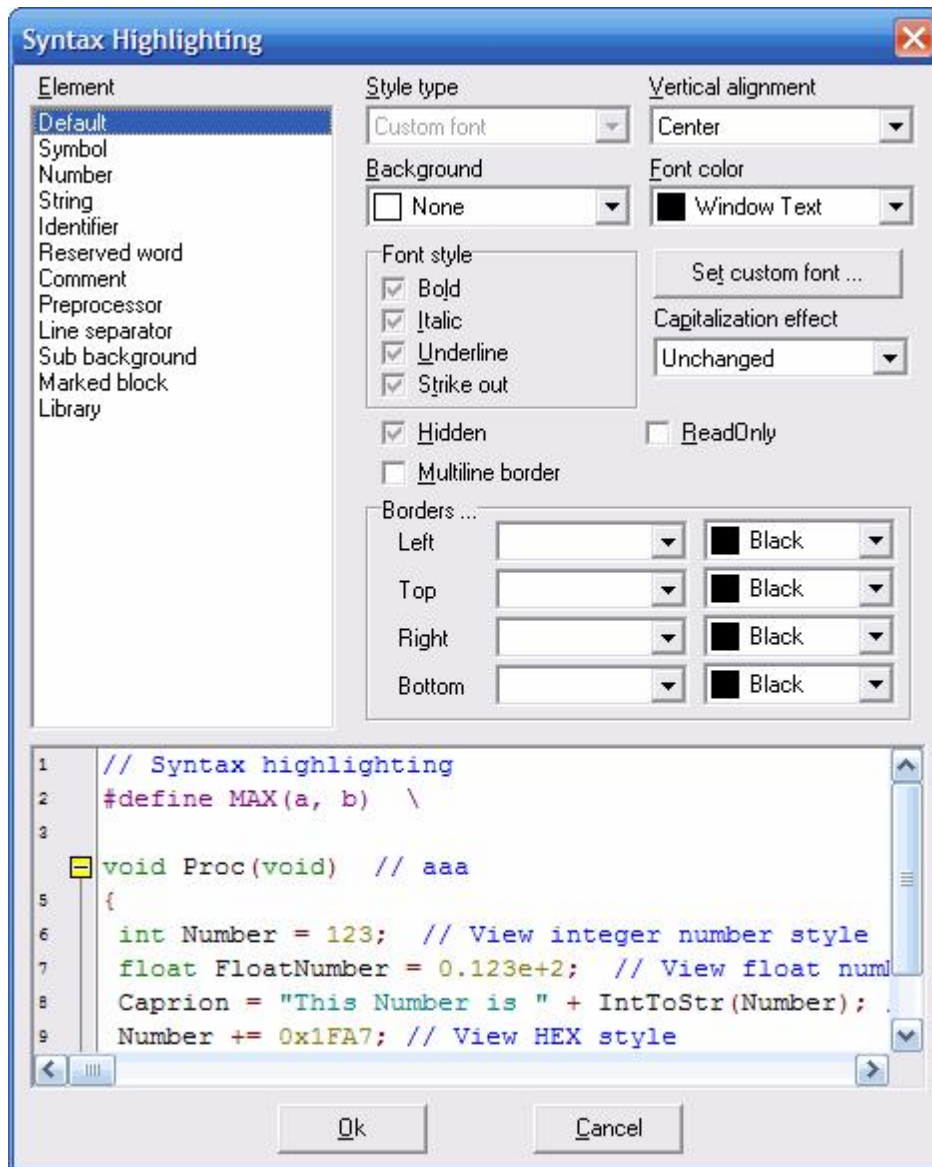 Syntax Highlighting
Element
Default
Symbol
Number
String
Identifier
Reserved word
Comment
Preprocessor
Line separator
Sub background
Marked block
Library
Style type
Custom font
Vertical alignment
Center
Background
None
Font color
Window Text
Font style
Bold
Italic
Underline
Strike out
Set custom font ...
Capitalization effect
Unchanged
Hidden
ReadOnly
Multiline border
Borders ...
Left Black
Top Black
Right Black
Bottom Black
1 // Syntax highlighting
2 #define MAX(a, b) \
3
void Proc(void) // aaa
5 {
6 int Number = 123; // View integer number style
7 float FloatNumber = 0.123e+2; // View float
8 Caprion = "This Number is " + IntToStr(Number);
9 Number += 0x1FA7; // View HEX style
Ok
Cancel